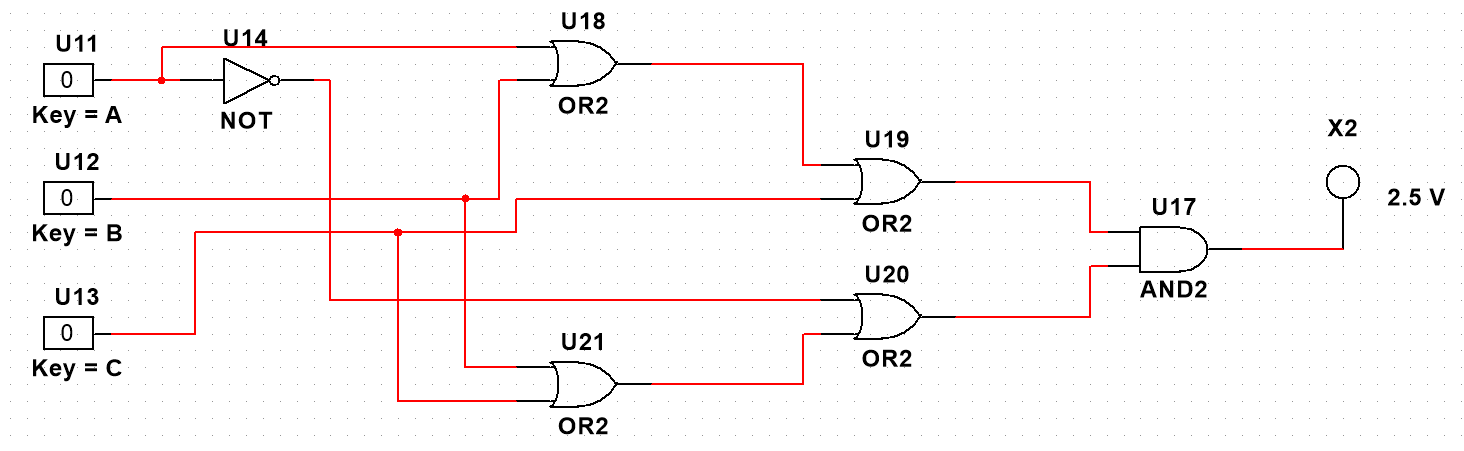 U18
U11
U14
0
Key = A
NOT
OR2
X2
U12
U19
0
2.5 V
Key = B
OR2
U17
U13
U20
0
AND2
Key = C
U21
OR2
OR2